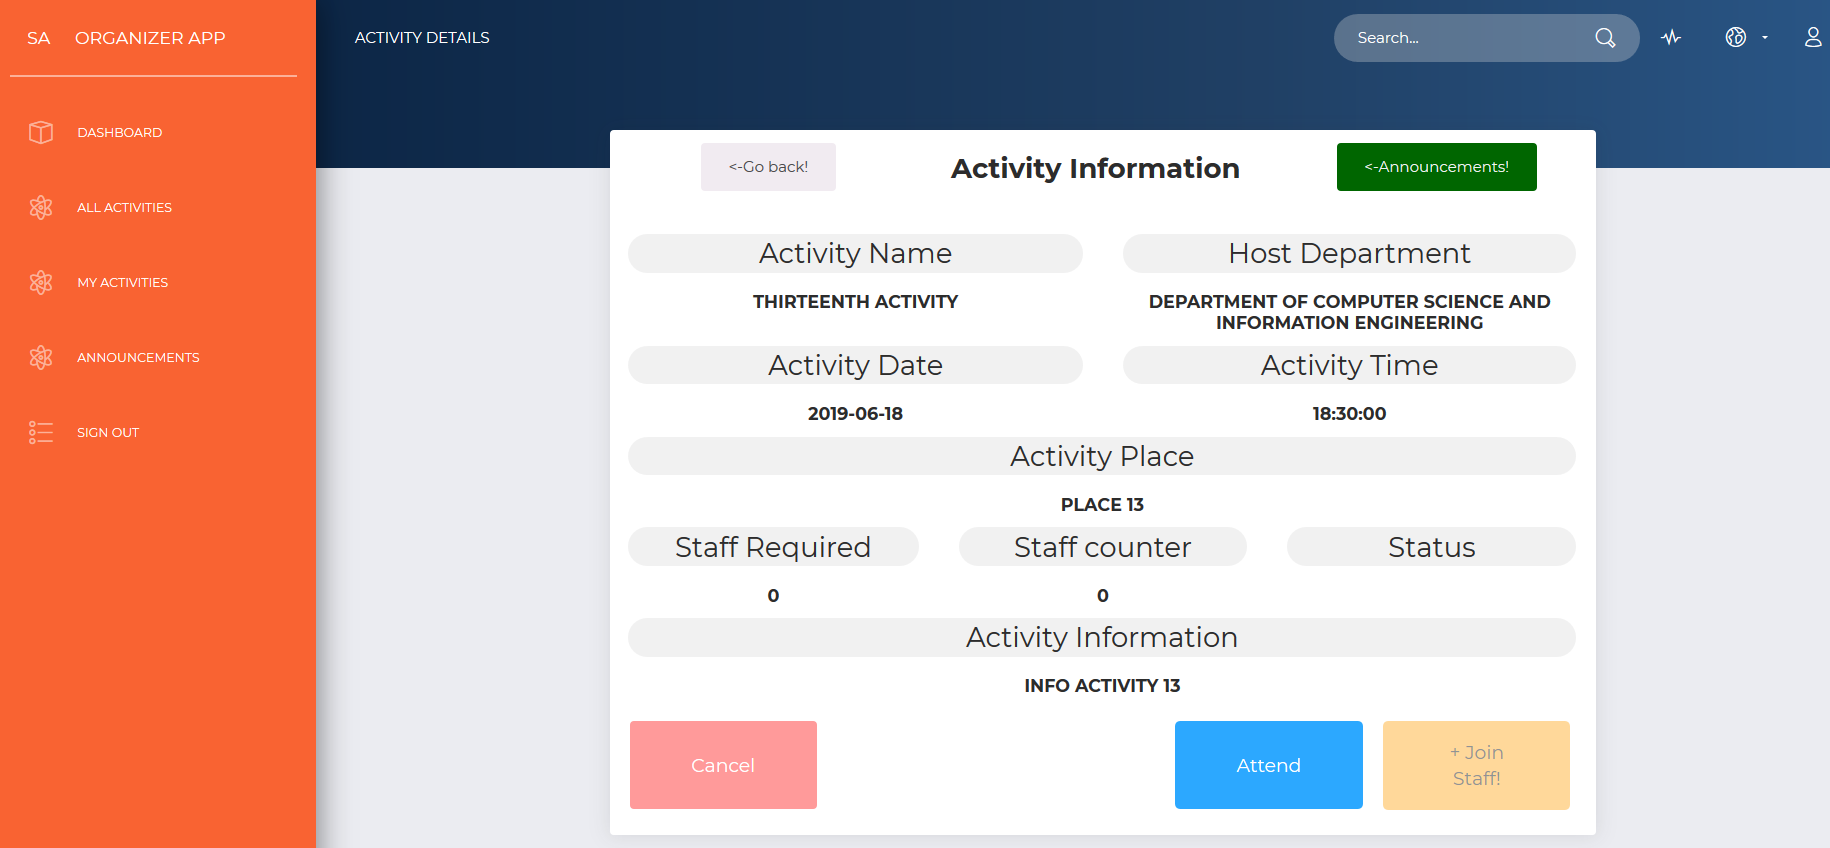 SA ORGANIZER APP
DASHBOARD
ALL ACTIVITIES
MY ACTIVITIES
ANNOUNCEMENTS
SIGN OUT
ACTIVITY DETAILS
Search...
<-Go back!
Activity Information
<-Announcements!
Activity Name
Host Department
THIRTEENTH ACTIVITY
DEPARTMENT OF COMPUTER SCIENCE AND
INFORMATION ENGINEERING
Activity Date
Activity Time
2019-06-18
18:30:00
Activity Place
PLACE 13
Staff Required
Staff counter
Status
0
0
Activity Information
INFO ACTIVITY 13
Cancel
Attend
+ Join
Staff!